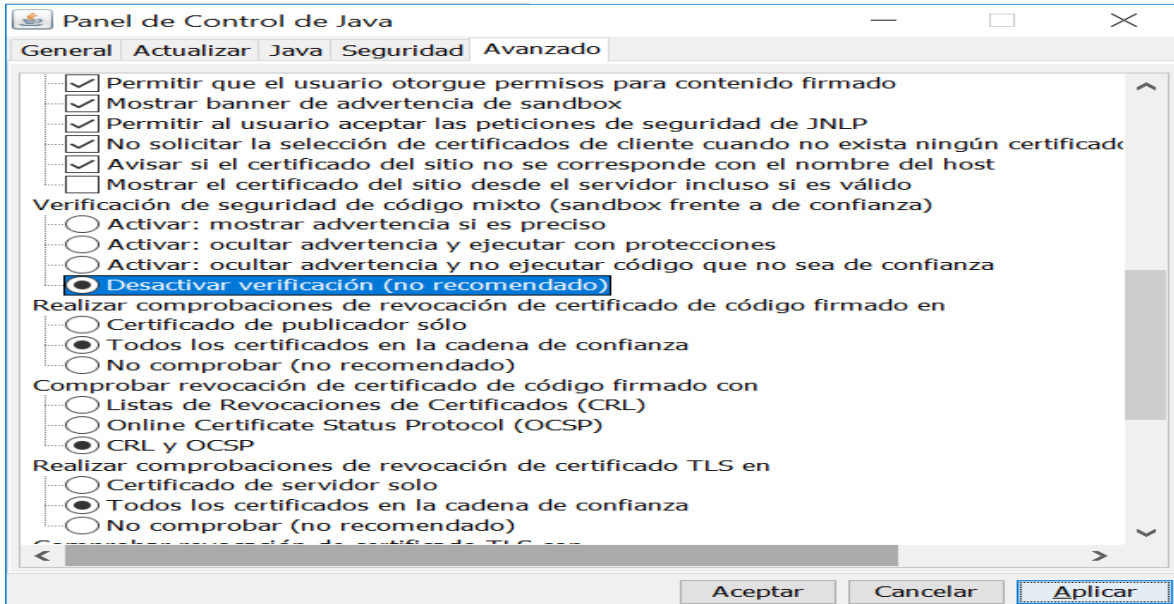 Panel de Control de Java
General Actualizar Java Seguridad Avanzado
Permitir que el usuario otorgue permisos para contenido firmado
Mostrar banner de advertencia de sandbox
Permitir al usuario aceptar las peticiones de seguridad de JNLP
No solicitar la selección de certificados de cliente cuando no exista ningún certificado
Avisar si el certificado del sitio no se corresponde con el nombre del host
Mostrar el certificado del sitio desde el servidor incluso si es válido
Verificación de seguridad de código mixto (sandbox frente a de confianza)
Activar: mostrar advertencia si es preciso
Activar: ocultar advertencia y ejecutar con protecciones
Activar: ocultar advertencia y no ejecutar código que no sea de confianza
Desactivar verificación (no recomendado)
Realizar comprobaciones de revocación de certificado de código firmado en
Certificado de publicador sólo
Todos los certificados en la cadena de confianza
No comprobar (no recomendado)
Comprobar revocación de certificado de código firmado con
Listas de Revocaciones de Certificados (CRL)
Online Certificate Status Protocol (OCSP)
CRL y OCSP
Realizar comprobaciones de revocación de certificado TLS en
Certificado de servidor solo
Todos los certificados en la cadena de confianza
No comprobar (no recomendado)
Comprobar revocación de certificado TLS con
Aceptar Cancelar Aplicar